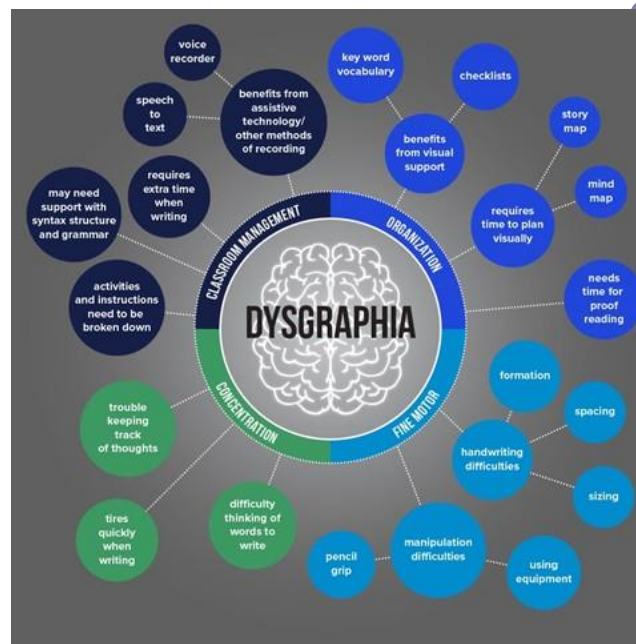 voice
recorder
speech
to
text
benefits from
assistive
technology/
other methods
of recording
requires
extra time
when
writing
may need
support with
syntax structure
and grammar
activities
and instructions
need to be
broken down
key word
vocabulary
checklists
benefits
from visual
support
story
map
mind
map
requires
time to plan
visually
needs
time for
proof
reading
CLASSROOM MANAGEMENT
ORGANIZATION
DYSGRAPHIA
CONCENTRATION
FINE MOTOR
trouble
keeping
track
of thoughts
tires
quickly
when
writing
difficulty
thinking of
words to
write
formation
spacing
handwriting
difficulties
sizing
pencil
grip
manipulation
difficulties
using
equipment